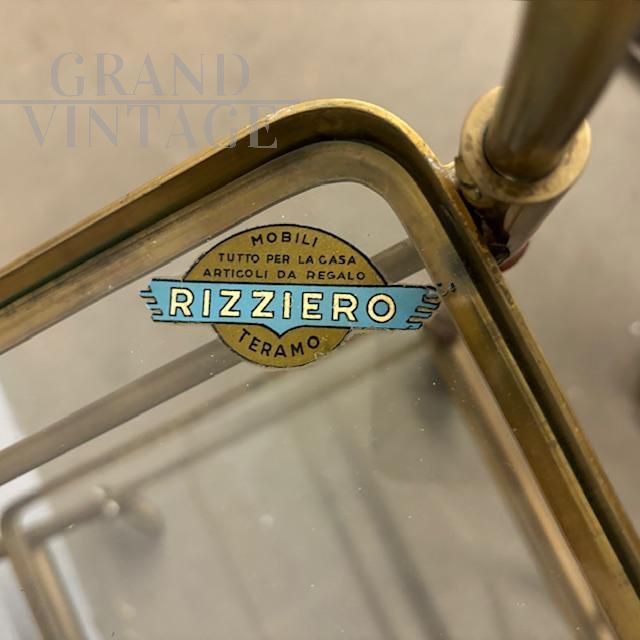 GRAND
VINTAGE
MOBILI
TUTTO PER LA CASA
ARTICOLI DA REGALO
RIZZIERO
TERAMO